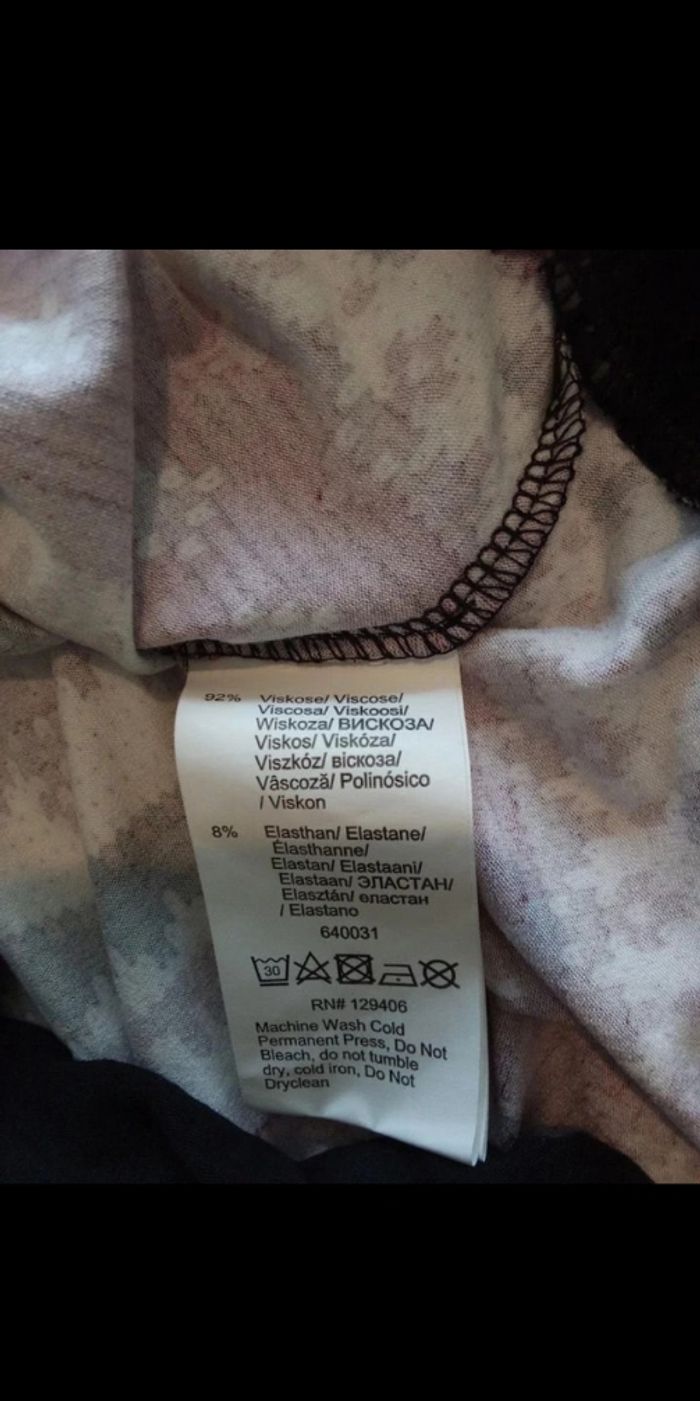 92% Viskose/ Viscose/
Viscosa/ Viskoosi/
Wiskoza/ ВИСКОЗА/
Viskos/ Viskóza/
Viszkóz/ віскоза/
Vâscoză/ Polinósico
/ Viskon
8% Elasthan/ Elastane/
Élasthanne/
Elastan/ Elastaani/
Elastaan/ ЭЛАСТАН/
Elasztán/ еластан
/ Elastano
640031
30
RN# 129406
Machine Wash Cold
Permanent Press, Do Not
Bleach, do not tumble
dry, cold iron, Do Not
Dryclean